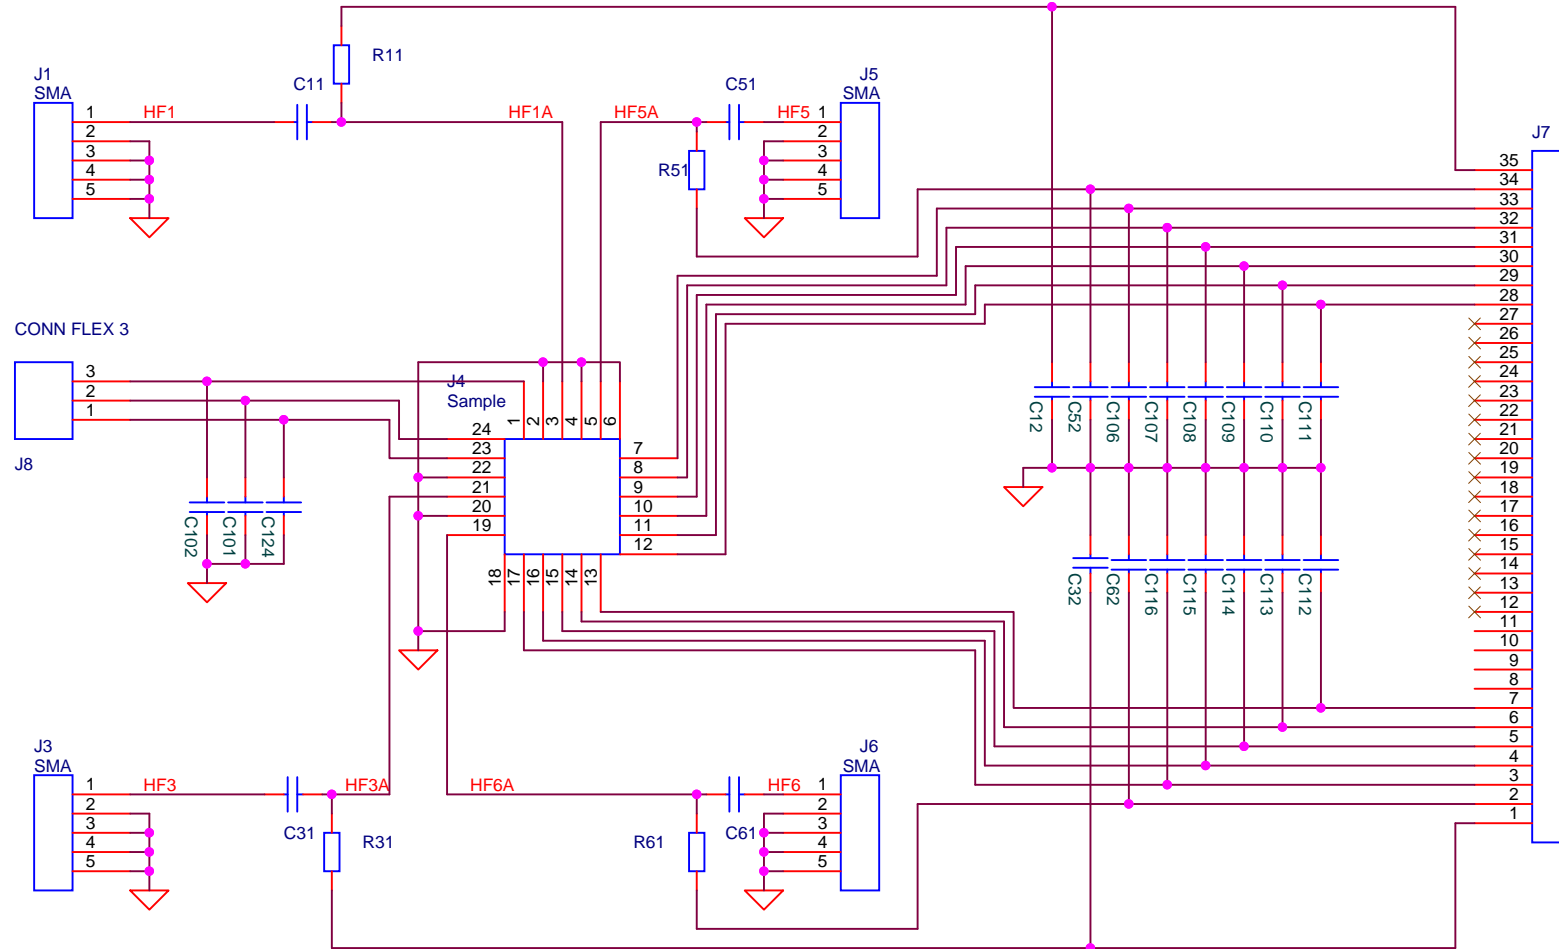 R11
J1
SMA
C11
C51
J5
SMA
1
HF1
HF1A
HF5A
HF5
1
2
3
4
5
2
3
4
5
R51
J7
35
34
33
32
31
30
29
28
27
26
25
24
23
22
21
20
19
18
17
16
15
14
13
12
11
10
9
8
7
6
5
4
3
2
1
CONN FLEX 3
3
2
1
J8
J4
Sample
1
2
3
4
5
6
24
23
22
21
20
19
7
8
9
10
11
12
18
17
16
15
14
13
C102
C101
C124
C12
C52
C106
C107
C108
C109
C110
C111
C32
C62
C116
C115
C114
C113
C112
J3
SMA
1
HF3
HF3A
2
3
4
5
C31
R31
HF6A
HF6
J6
SMA
1
2
3
4
5
R61
C61